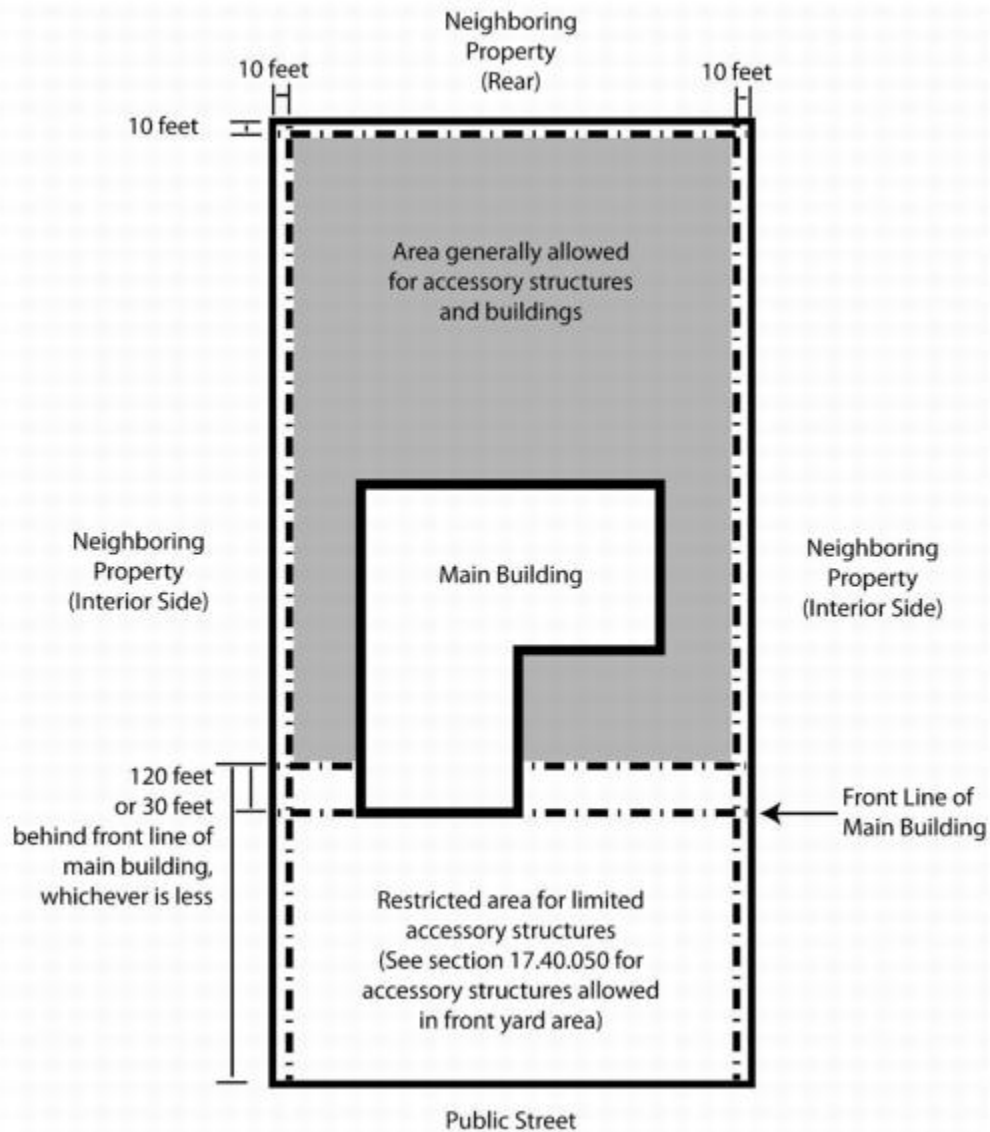 Neighboring
Property
(Rear)
10 feet
10 feet
10 feet
Area generally allowed
for accessory structures
and buildings
Neighboring
Property
(Interior Side)
Main Building
Neighboring
Property
(Interior Side)
120 feet
or 30 feet
behind front line of
main building,
whichever is less
Front Line of
Main Building
Restricted area for limited
accessory structures
(See section 17.40.050 for
accessory structures allowed
in front yard area)
Public Street